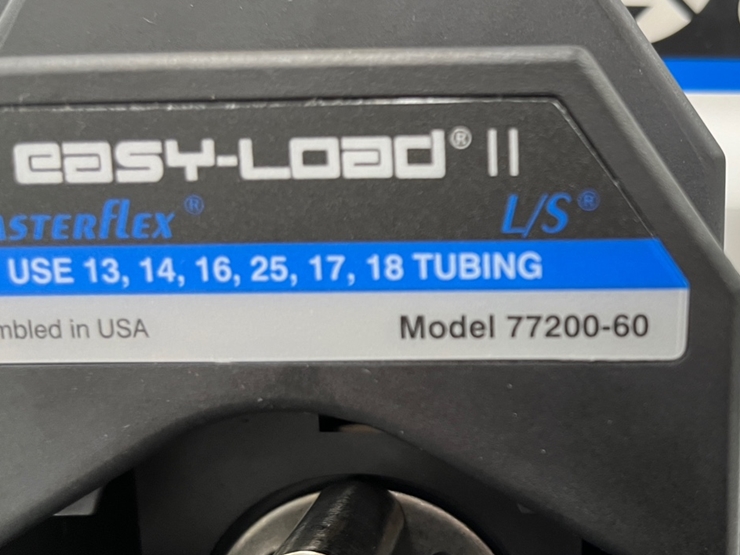 easy-Load® II
ASTERflex® L/S®
USE 13, 14, 16, 25, 17, 18 TUBING
mbled in USA Model 77200-60